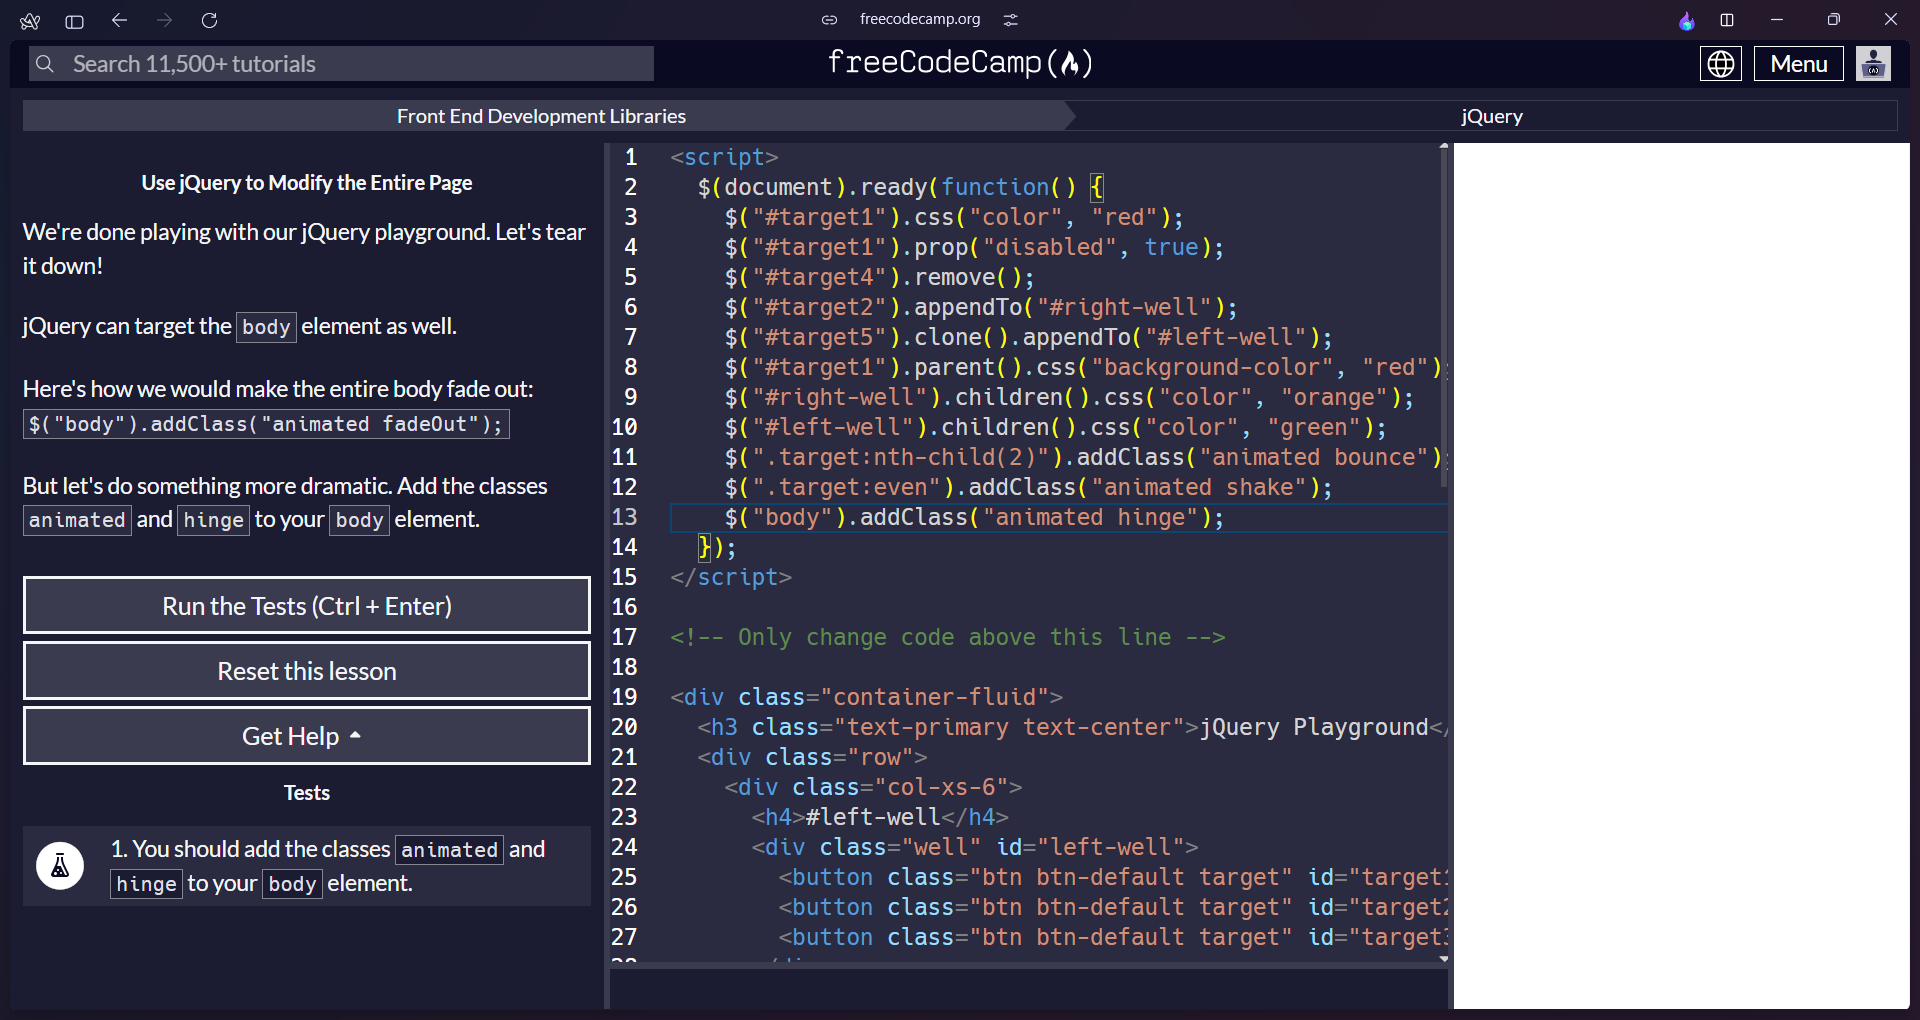 freecodecamp.org
Search 11,500+ tutorials
freeCodeCamp
Menu
Front End Development Libraries
jQuery
Use jQuery to Modify the Entire Page
We're done playing with our jQuery playground. Let's tear
it down!
jQuery can target the body element as well.
Here's how we would make the entire body fade out:
$("body").addClass("animated fadeOut");
But let's do something more dramatic. Add the classes
animated and hinge to your body element.
Run the Tests (Ctrl + Enter)
Reset this lesson
Get Help
Tests
1. You should add the classes animated and
hinge to your body element.
1 <script>
2 $(document).ready(function() {
3 $("#target1").css("color", "red");
4 $("#target1").prop("disabled", true);
5 $("#target4").remove();
6 $("#target2").appendTo("#right-well");
7 $("#target5").clone().appendTo("#left-well");
8 $("#target1").parent().css("background-color", "red");
9 $("#right-well").children().css("color", "orange");
10 $("#left-well").children().css("color", "green");
11 $(".target:nth-child(2)").addClass("animated bounce");
12 $(".target:even").addClass("animated shake");
13 $("body").addClass("animated hinge");
14 });
15 </script>
16
17 <!-- Only change code above this line -->
18
19 <div class="container-fluid">
20 <h3 class="text-primary text-center">jQuery Playground</
21 <div class="row">
22 <div class="col-xs-6">
23 <h4>#left-well</h4>
24 <div class="well" id="left-well">
25 <button class="btn btn-default target" id="target1
26 <button class="btn btn-default target" id="target2
27 <button class="btn btn-default target" id="target3